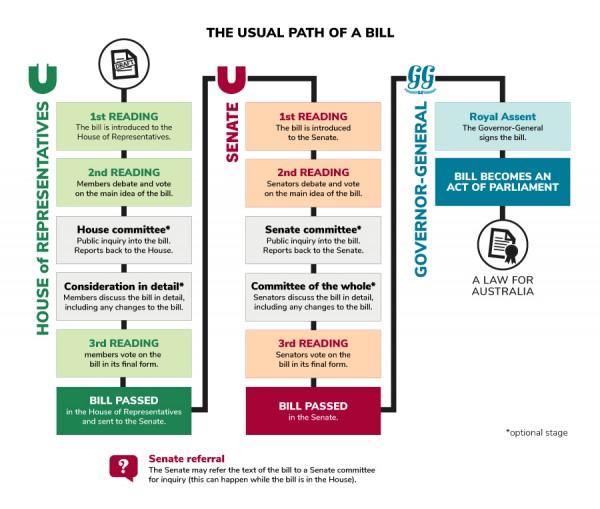 THE USUAL PATH OF A BILL
DRAFT
HOUSE of REPRESENTATIVES
1st READING
The bill is introduced to the
House of Representatives.
2nd READING
Members debate and vote
on the main idea of the bill.
House committee*
Public inquiry into the bill.
Reports back to the House.
Consideration in detail*
Members discuss the bill in detail,
including any changes to the bill.
3rd READING
members vote on the
bill in its final form.
BILL PASSED
in the House of Representatives
and sent to the Senate.
SENATE
1st READING
The bill is introduced
to the Senate.
2nd READING
Senators debate and vote
on the main idea of the bill.
Senate committee*
Public inquiry into the bill.
Reports back to the Senate.
Committee of the whole*
Senators discuss the bill in detail,
including any changes to the bill.
3rd READING
Senators vote on the
bill in its final form.
BILL PASSED
in the Senate.
GG
GOVERNOR-GENERAL
Royal Assent
The Governor-General
signs the bill.
BILL BECOMES AN
ACT OF PARLIAMENT
A LAW FOR
AUSTRALIA
*optional stage
?
Senate referral
The Senate may refer the text of the bill to a Senate committee
for inquiry (this can happen while the bill is in the House).